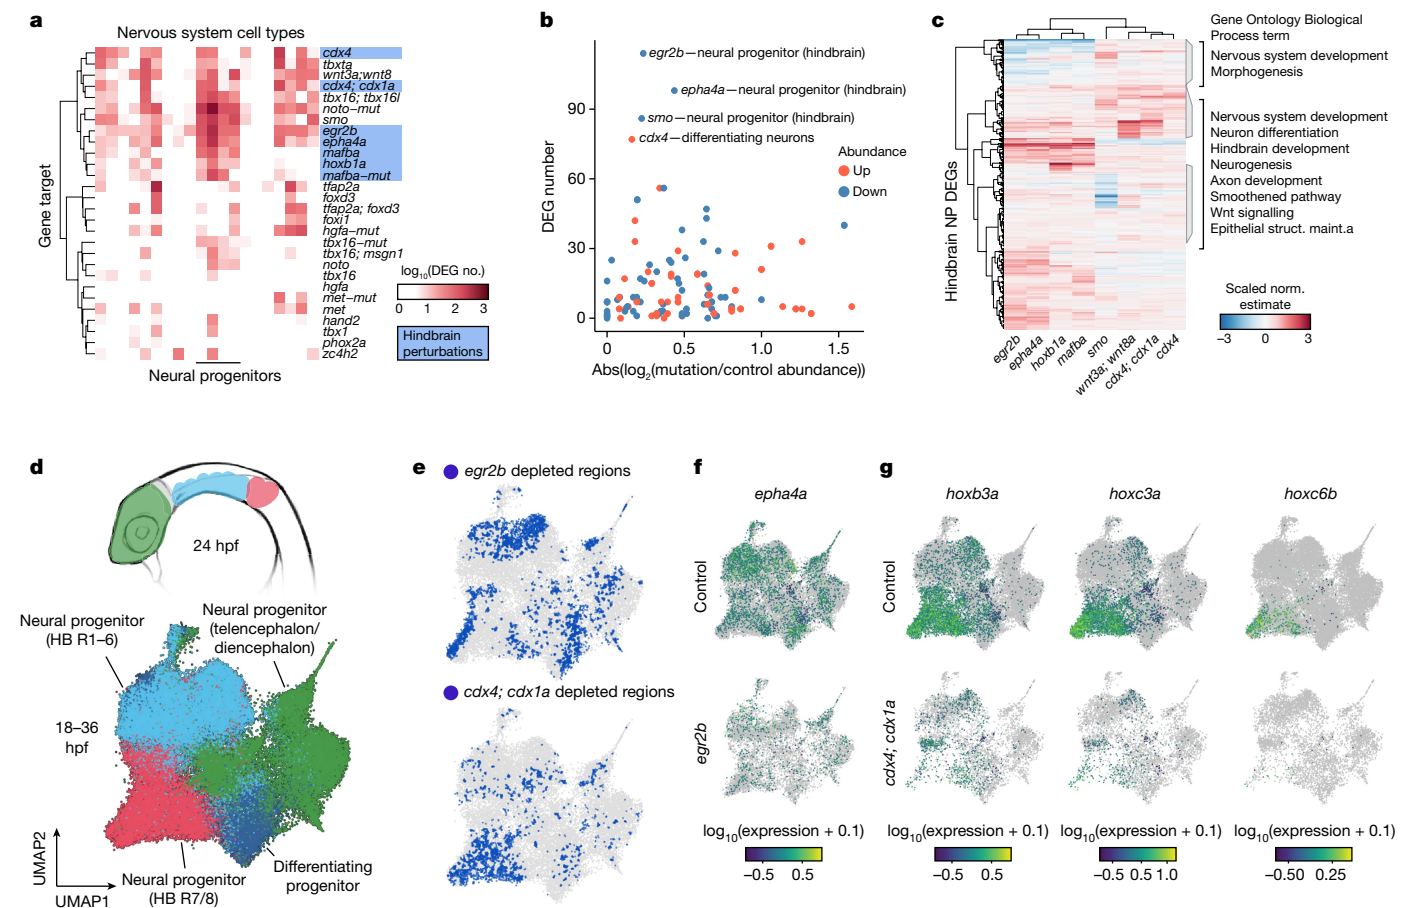 a
Nervous system cell types
cdx4
tbxta
wnt3a;wnt8
cdx4; cdx1a
tbx16; tbx16l
noto-mut
smo
egr2b
epha4a
mafba
hoxb1a
mafba-mut
tfap2a
foxd3
tfap2a; foxd3
foxi1
hgfa-mut
tbx16-mut
tbx16; msgn1
noto
tbx16
hgfa
met-mut
met
hand2
tbx1
phox2a
zc4h2
Gene target
Neural progenitors
log10(DEG no.)
0 1 2 3
Hindbrain
perturbations
b
egr2b—neural progenitor (hindbrain)
epha4a—neural progenitor (hindbrain)
smo—neural progenitor (hindbrain)
cdx4—differentiating neurons
Abundance
Up
Down
DEG number
90
60
30
0
0 0.5 1.0 1.5
Abs(log2(mutation/control abundance))
c
Gene Ontology Biological
Process term
Nervous system development
Morphogenesis
Nervous system development
Neuron differentiation
Hindbrain development
Neurogenesis
Axon development
Smoothened pathway
Wnt signalling
Epithelial struct. maint.a
Hindbrain NP DEGs
egr2b
epha4a
hoxb1a
mafba
smo
wnt3a; wnt8a
cdx4; cdx1a
cdx4
Scaled norm.
estimate
−3 0 3
d
24 hpf
Neural progenitor
(HB R1–6)
Neural progenitor
(telencephalon/
diencephalon)
18–36
hpf
UMAP2
UMAP1
Neural progenitor
(HB R7/8)
Differentiating
progenitor
e
egr2b depleted regions
cdx4; cdx1a depleted regions
f
epha4a
Control
egr2b
log10(expression + 0.1)
−0.5 0.5
g
hoxb3a
hoxc3a
hoxc6b
Control
cdx4; cdx1a
log10(expression + 0.1)
−0.5 0.5
log10(expression + 0.1)
−0.5 0.5 1.0
log10(expression + 0.1)
−0.50 0.25